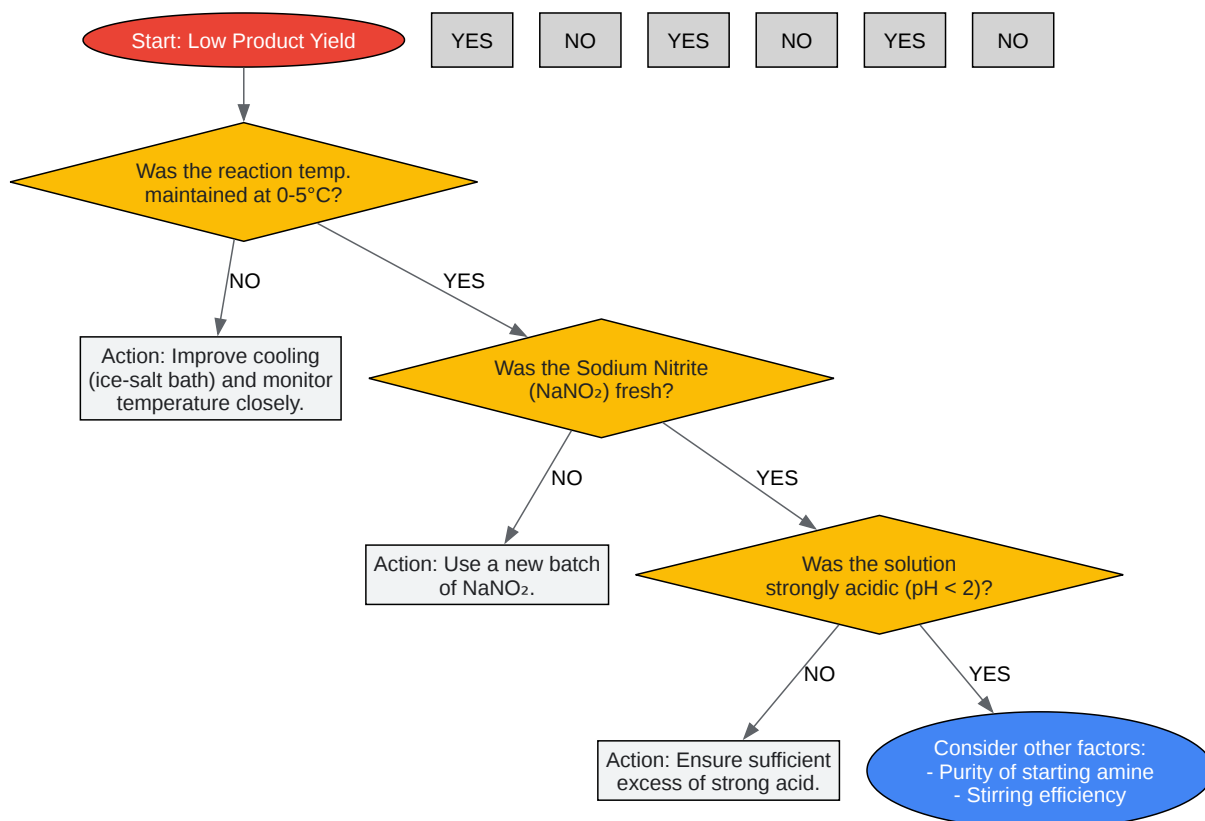 Start: Low Product Yield
YES
NO
YES
NO
YES
NO
Was the reaction temp.
maintained at 0-5°C?
NO
YES
Action: Improve cooling
(ice-salt bath) and monitor
temperature closely.
Was the Sodium Nitrite
(NaNO₂) fresh?
NO
YES
Action: Use a new batch
of NaNO₂.
Was the solution
strongly acidic (pH < 2)?
NO
YES
Action: Ensure sufficient
excess of strong acid.
Consider other factors:
- Purity of starting amine
- Stirring efficiency